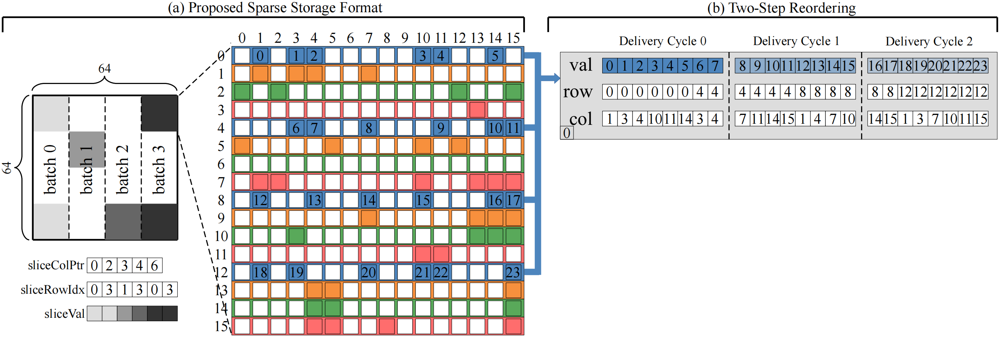 (a) Proposed Sparse Storage Format
(b) Two-Step Reordering
64
64
batch 0
batch 1
batch 2
batch 3
sliceColPtr 0 2 3 4 6
sliceRowIdx 0 3 1 3 0 3
sliceVal
0 1 2 3 4 5 6 7 8 9 10 11 12 13 14 15
0 0 1 2 3 4 5
1
2
3
4 6 7 8 9 10 11
5
6
7
8 12 13 14 15 16 17
9
10
11
12 18 19 20 21 22 23
13
14
15
Delivery Cycle 0 Delivery Cycle 1 Delivery Cycle 2
val 0 1 2 3 4 5 6 7 8 9 10 11 12 13 14 15 16 17 18 19 20 21 22 23
row 0 0 0 0 0 0 4 4 4 4 4 4 8 8 8 8 8 8 12 12 12 12 12 12
col 1 3 4 10 11 14 3 4 7 11 14 15 1 4 7 10 14 15 1 3 7 10 11 15
0